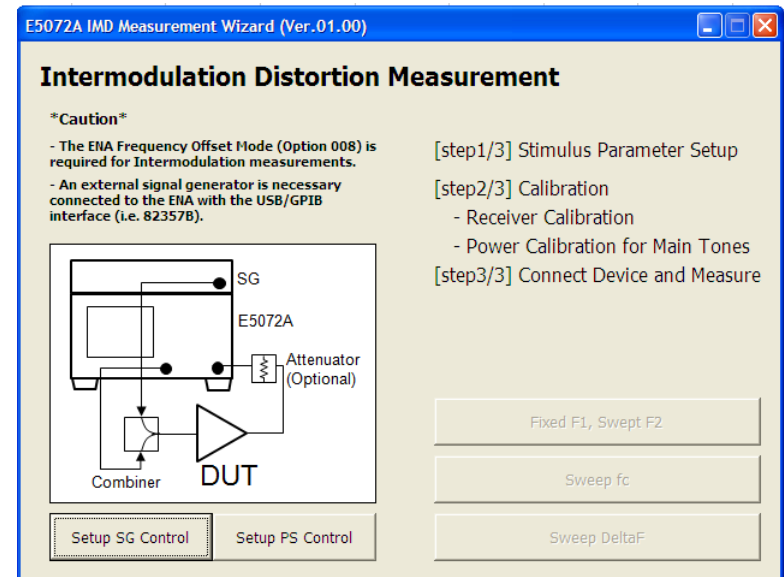 E5072A IMD Measurement Wizard (Ver.01.00)
Intermodulation Distortion Measurement
*Caution*
- The ENA Frequency Offset Mode (Option 008) is
required for Intermodulation measurements.
- An external signal generator is necessary
connected to the ENA with the USB/GPIB
interface (i.e. 82357B).
SG
E5072A
Attenuator
(Optional)
Combiner
DUT
Setup SG Control
Setup PS Control
[step1/3] Stimulus Parameter Setup
[step2/3] Calibration
- Receiver Calibration
- Power Calibration for Main Tones
[step3/3] Connect Device and Measure
Fixed F1, Swept F2
Sweep fc
Sweep DeltaF